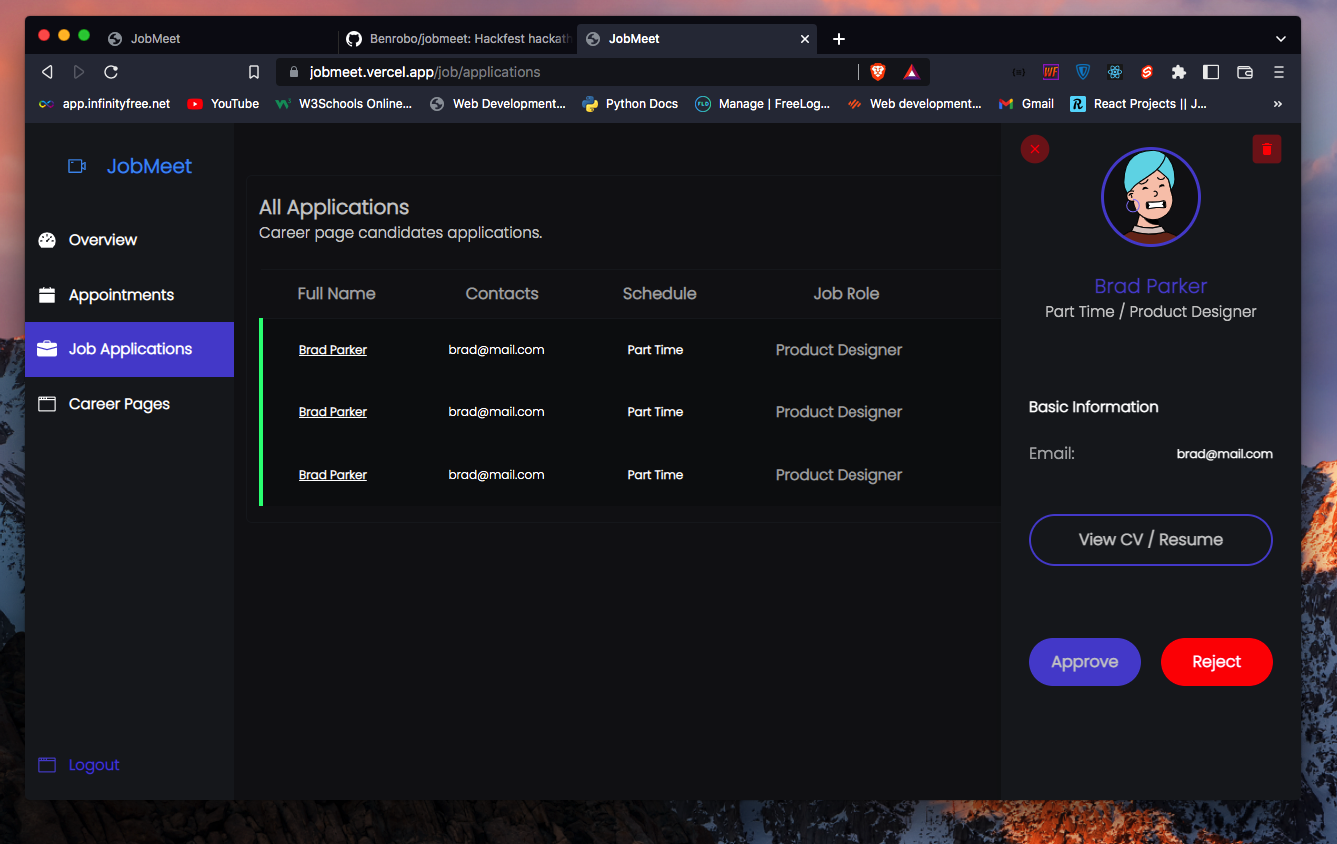 JobMeet
Benrobo/jobmeet: Hackfest hackath
JobMeet
jobmeet.vercel.app/job/applications
app.infinityfree.net
YouTube
W3Schools Online...
Web Development...
Python Docs
Manage | FreeLog...
Web development...
Gmail
React Projects || J...
JobMeet
Overview
Appointments
Job Applications
Career Pages
Logout
All Applications
Career page candidates applications.
Full Name Contacts Schedule Job Role
Brad Parker brad@mail.com Part Time Product Designer
Brad Parker brad@mail.com Part Time Product Designer
Brad Parker brad@mail.com Part Time Product Designer
Brad Parker
Part Time / Product Designer
Basic Information
Email: brad@mail.com
View CV / Resume
Approve Reject